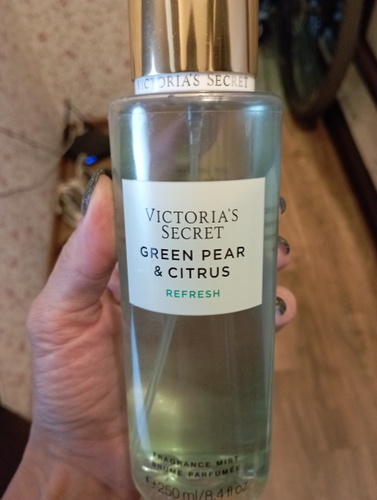 VICTORIA'S SECRET
VICTORIA'S
SECRET
GREEN PEAR
& CITRUS
REFRESH
FRAGRANCE MIST
BRUME PARFUMÉE
250 ml/8.4 fl oz